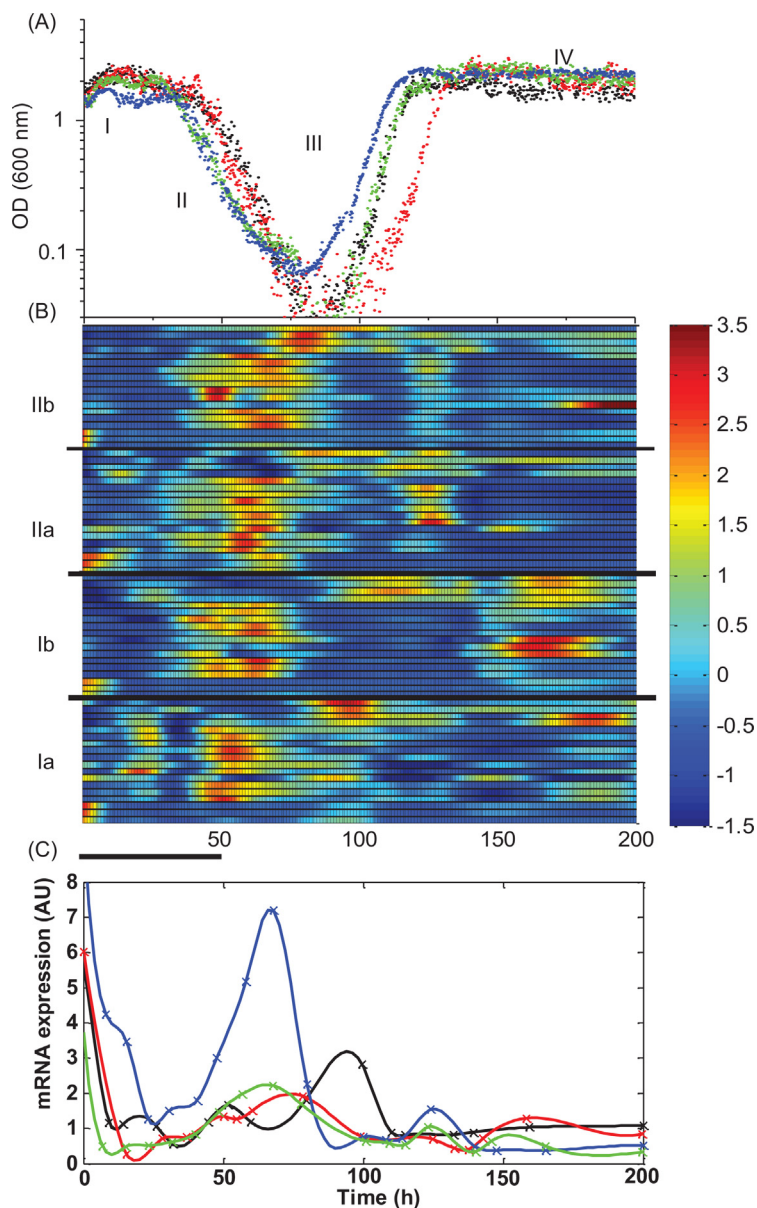 (A)
OD (600 nm)
1
0.1
I
II
III
IV
(B)
IIb
IIa
Ib
Ia
3.5
3
2.5
2
1.5
1
0.5
0
-0.5
-1
-1.5
50 100 150 200
(C)
mRNA expression (AU)
8
7
6
5
4
3
2
1
0
0 50 100 150 200
Time (h)